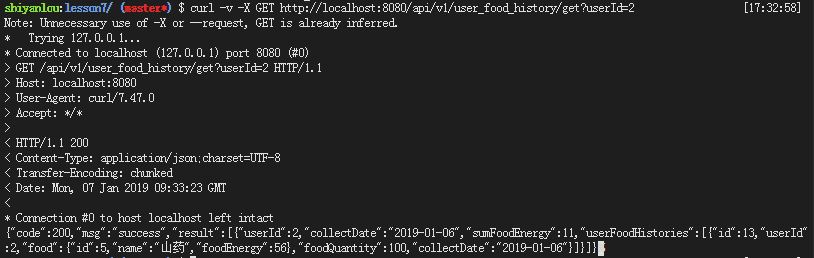 shiyanlou:lesson7/ (master*) $ curl -v -X GET http://localhost:8080/api/v1/user_food_history/get?userId=2 [17:32:58]
Note: Unnecessary use of -X or --request, GET is already inferred.
*   Trying 127.0.0.1...
* Connected to localhost (127.0.0.1) port 8080 (#0)
> GET /api/v1/user_food_history/get?userId=2 HTTP/1.1
> Host: localhost:8080
> User-Agent: curl/7.47.0
> Accept: */*
>
< HTTP/1.1 200
< Content-Type: application/json;charset=UTF-8
< Transfer-Encoding: chunked
< Date: Mon, 07 Jan 2019 09:33:23 GMT
<
* Connection #0 to host localhost left intact
{"code":200,"msg":"success","result":[{"userId":2,"collectDate":"2019-01-06","sumFoodEnergy":11,"userFoodHistories":[{"id":13,"userId"
:2,"food":{"id":5,"name":"山药","foodEnergy":56},"foodQuantity":100,"collectDate":"2019-01-06"}]}]}